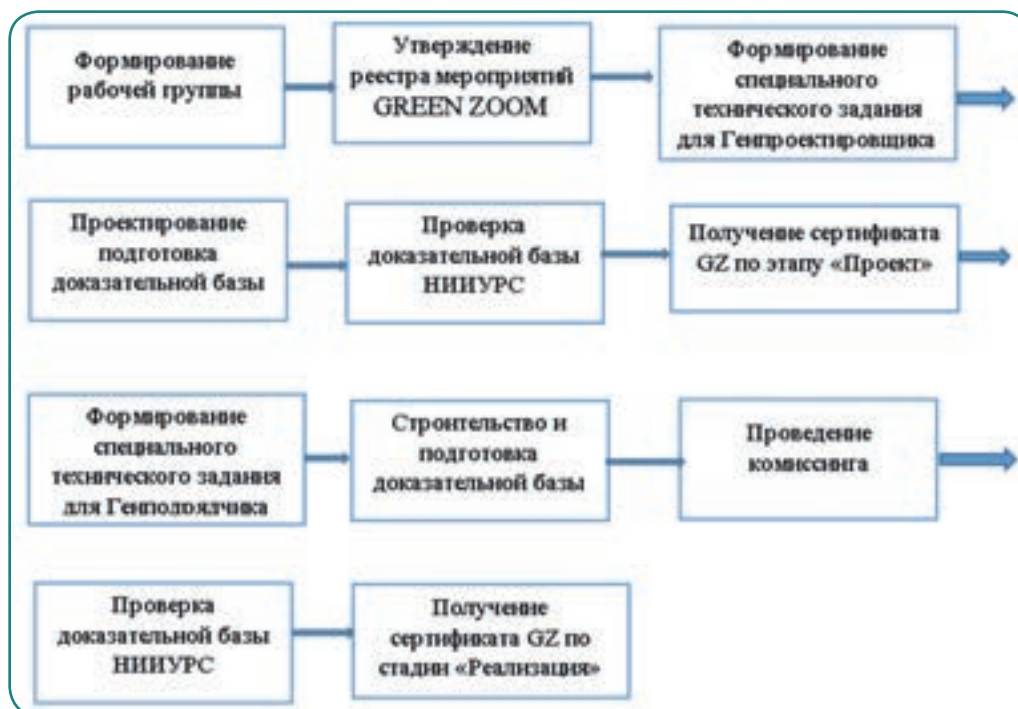 Формирование
рабочей группы
Утверждение
реестра мероприятий
GREEN ZOOM
Формирование
специального
технического задания
для Генпроектировщика
Проектирование
подготовка
доказательной базы
Проверка
доказательной базы
НИИУРС
Получение сертификата
GZ по этапу «Проект»
Формирование
специального
технического задания
для Генподрядчика
Строительство и
подготовка
доказательной базы
Проведение
комиссинга
Проверка
доказательной базы
НИИУРС
Получение
сертификата GZ по
стадии «Реализация»